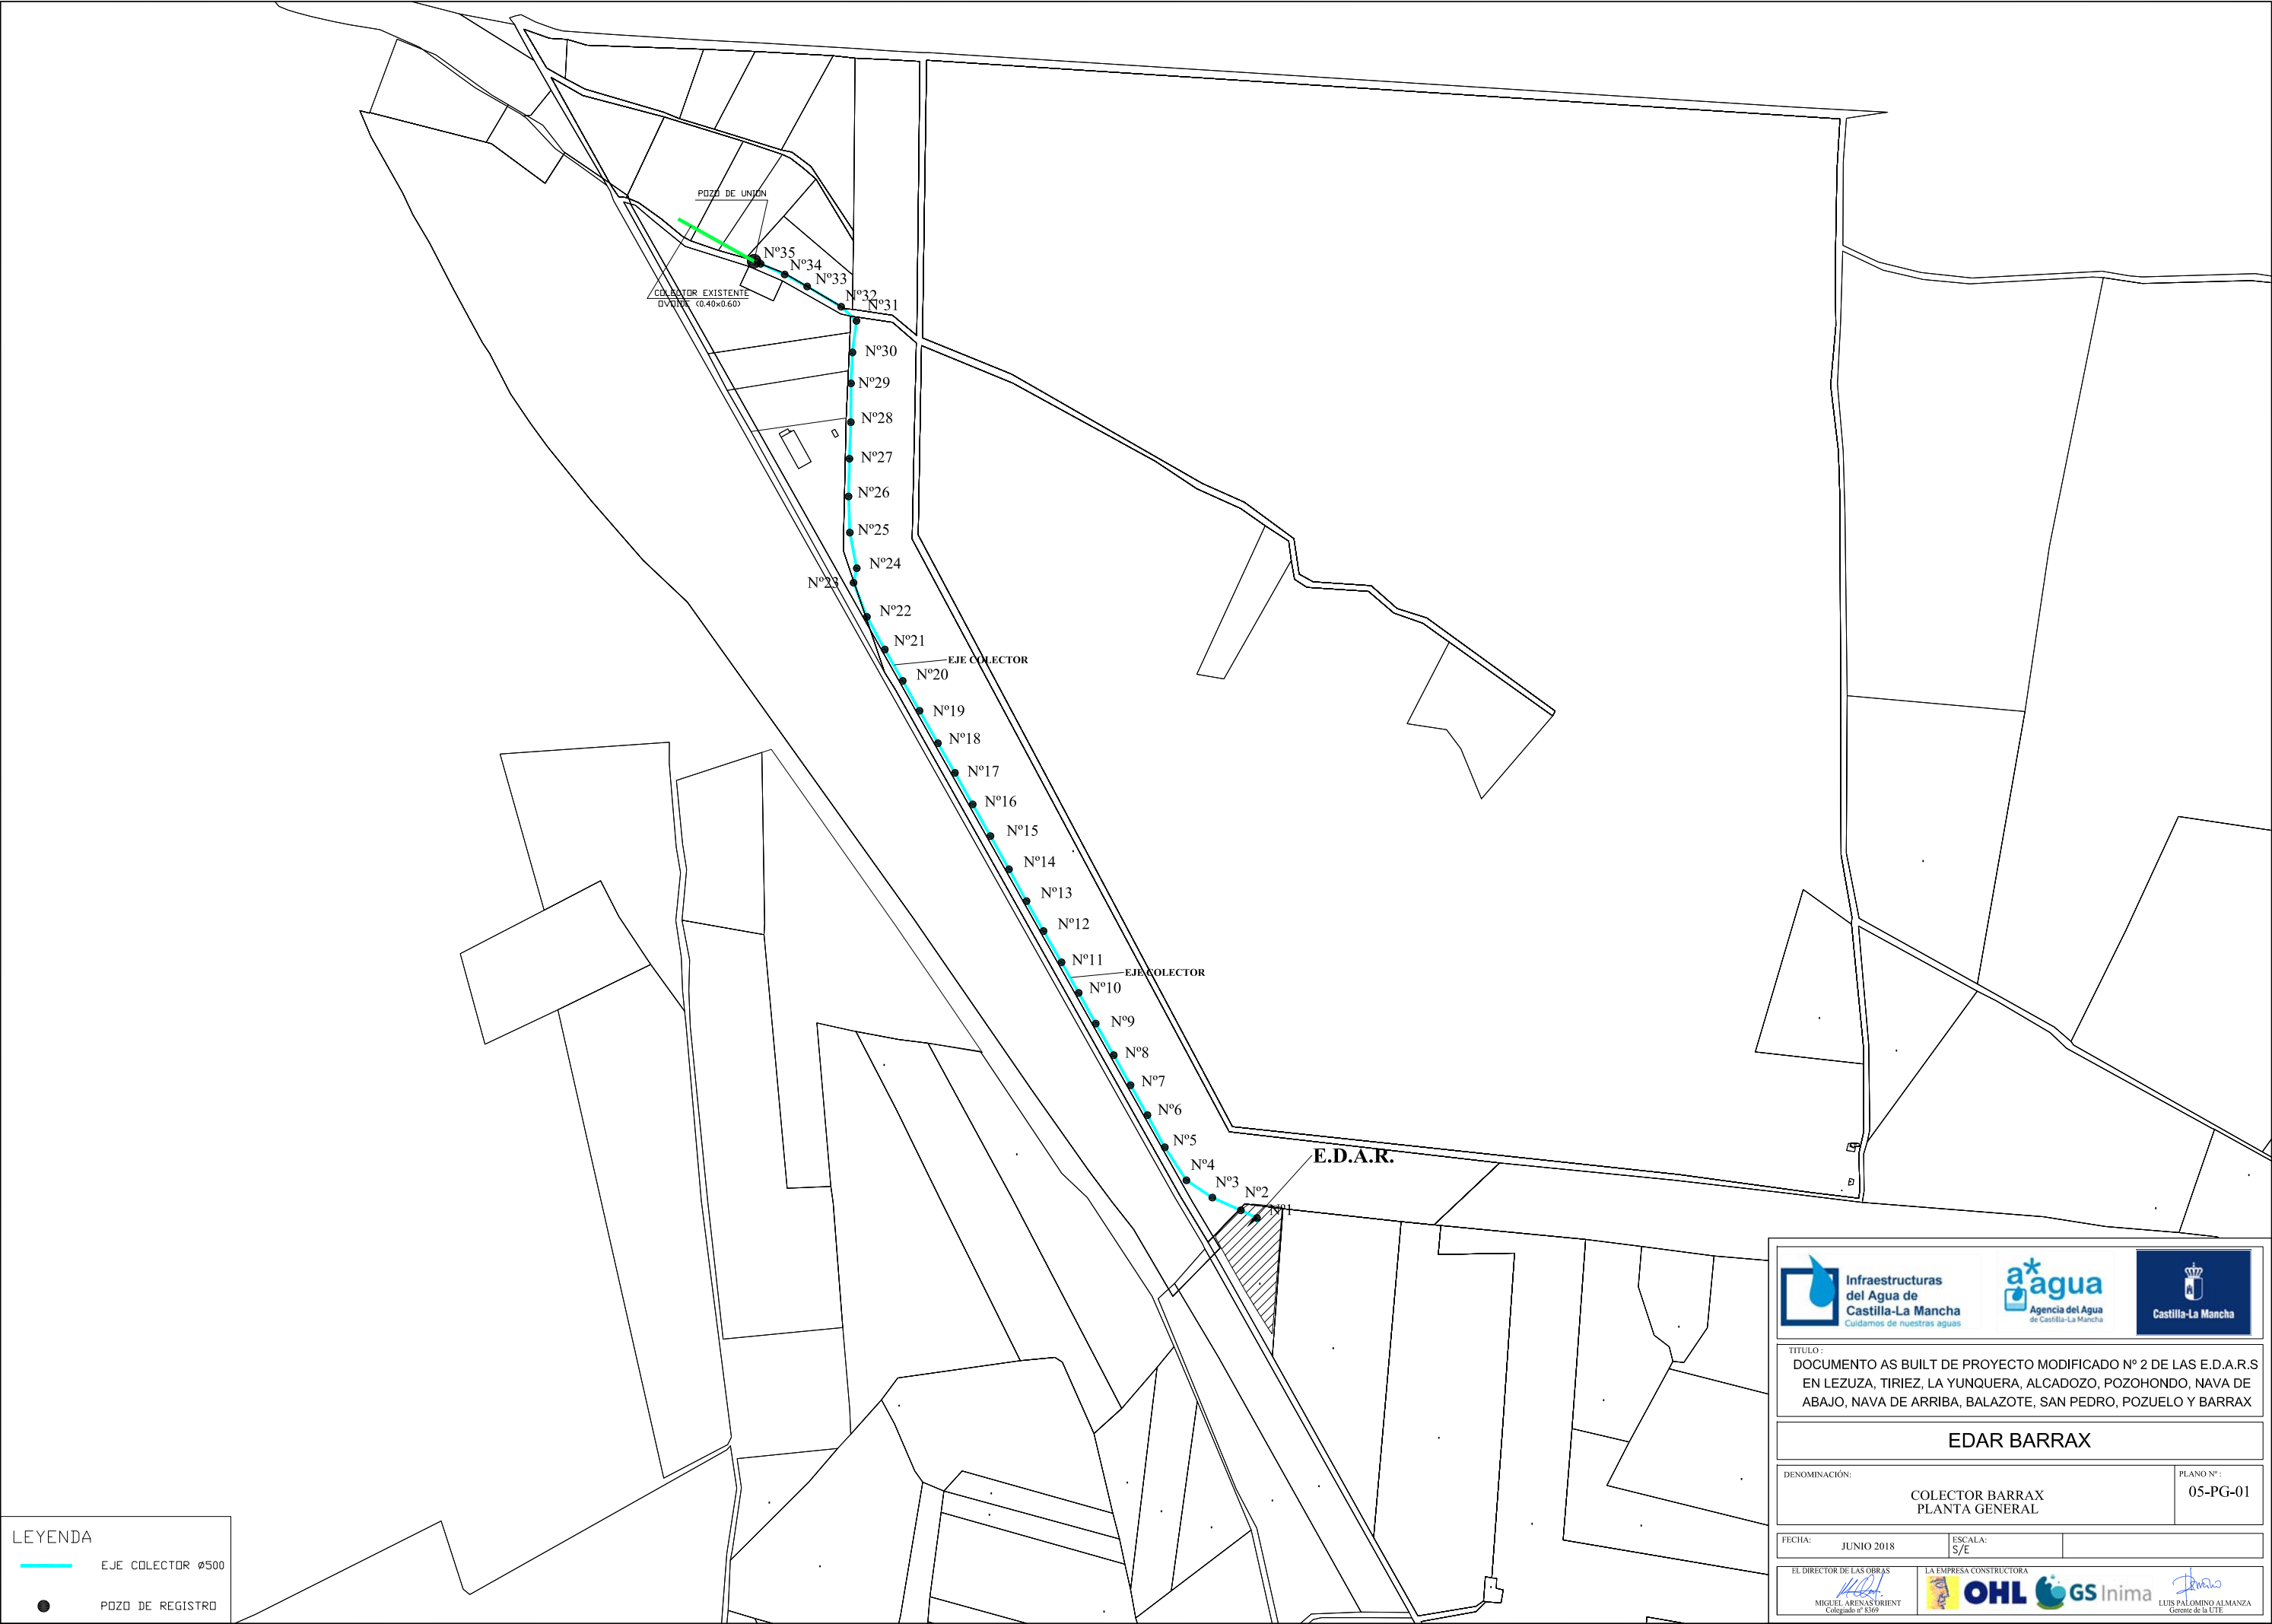 POZO DE UNION
Nº35
Nº34
Nº33
COLECTOR EXISTENTE
OVOIDE (0.40x0.60)
Nº32
Nº31
Nº30
Nº29
Nº28
Nº27
Nº26
Nº25
Nº24
Nº23
Nº22
Nº21
EJE COLECTOR
Nº20
Nº19
Nº18
Nº17
Nº16
Nº15
Nº14
Nº13
Nº12
Nº11
EJE COLECTOR
Nº10
Nº9
Nº8
Nº7
Nº6
Nº5
E.D.A.R.
Nº4
Nº3
Nº2
Nº1
LEYENDA
EJE COLECTOR Ø500
POZO DE REGISTRO
Infraestructuras
del Agua de
Castilla-La Mancha
Cuidamos de nuestras aguas
a*agua
Agencia del Agua
de Castilla-La Mancha
Castilla-La Mancha
TITULO :
DOCUMENTO AS BUILT DE PROYECTO MODIFICADO Nº 2 DE LAS E.D.A.R.S
EN LEZUZA, TIRIEZ, LA YUNQUERA, ALCADOZO, POZOHONDO, NAVA DE
ABAJO, NAVA DE ARRIBA, BALAZOTE, SAN PEDRO, POZUELO Y BARRAX
EDAR BARRAX
DENOMINACIÓN:
COLECTOR BARRAX
PLANTA GENERAL
PLANO Nº :
05-PG-01
FECHA:
JUNIO 2018
ESCALA:
S/E
EL DIRECTOR DE LAS OBRAS
MIGUEL ARENAS ORIENT
Colegiado nº 8369
LA EMPRESA CONSTRUCTORA
OHL
GS Inima
LUIS PALOMINO ALMANZA
Gerente de la UTE